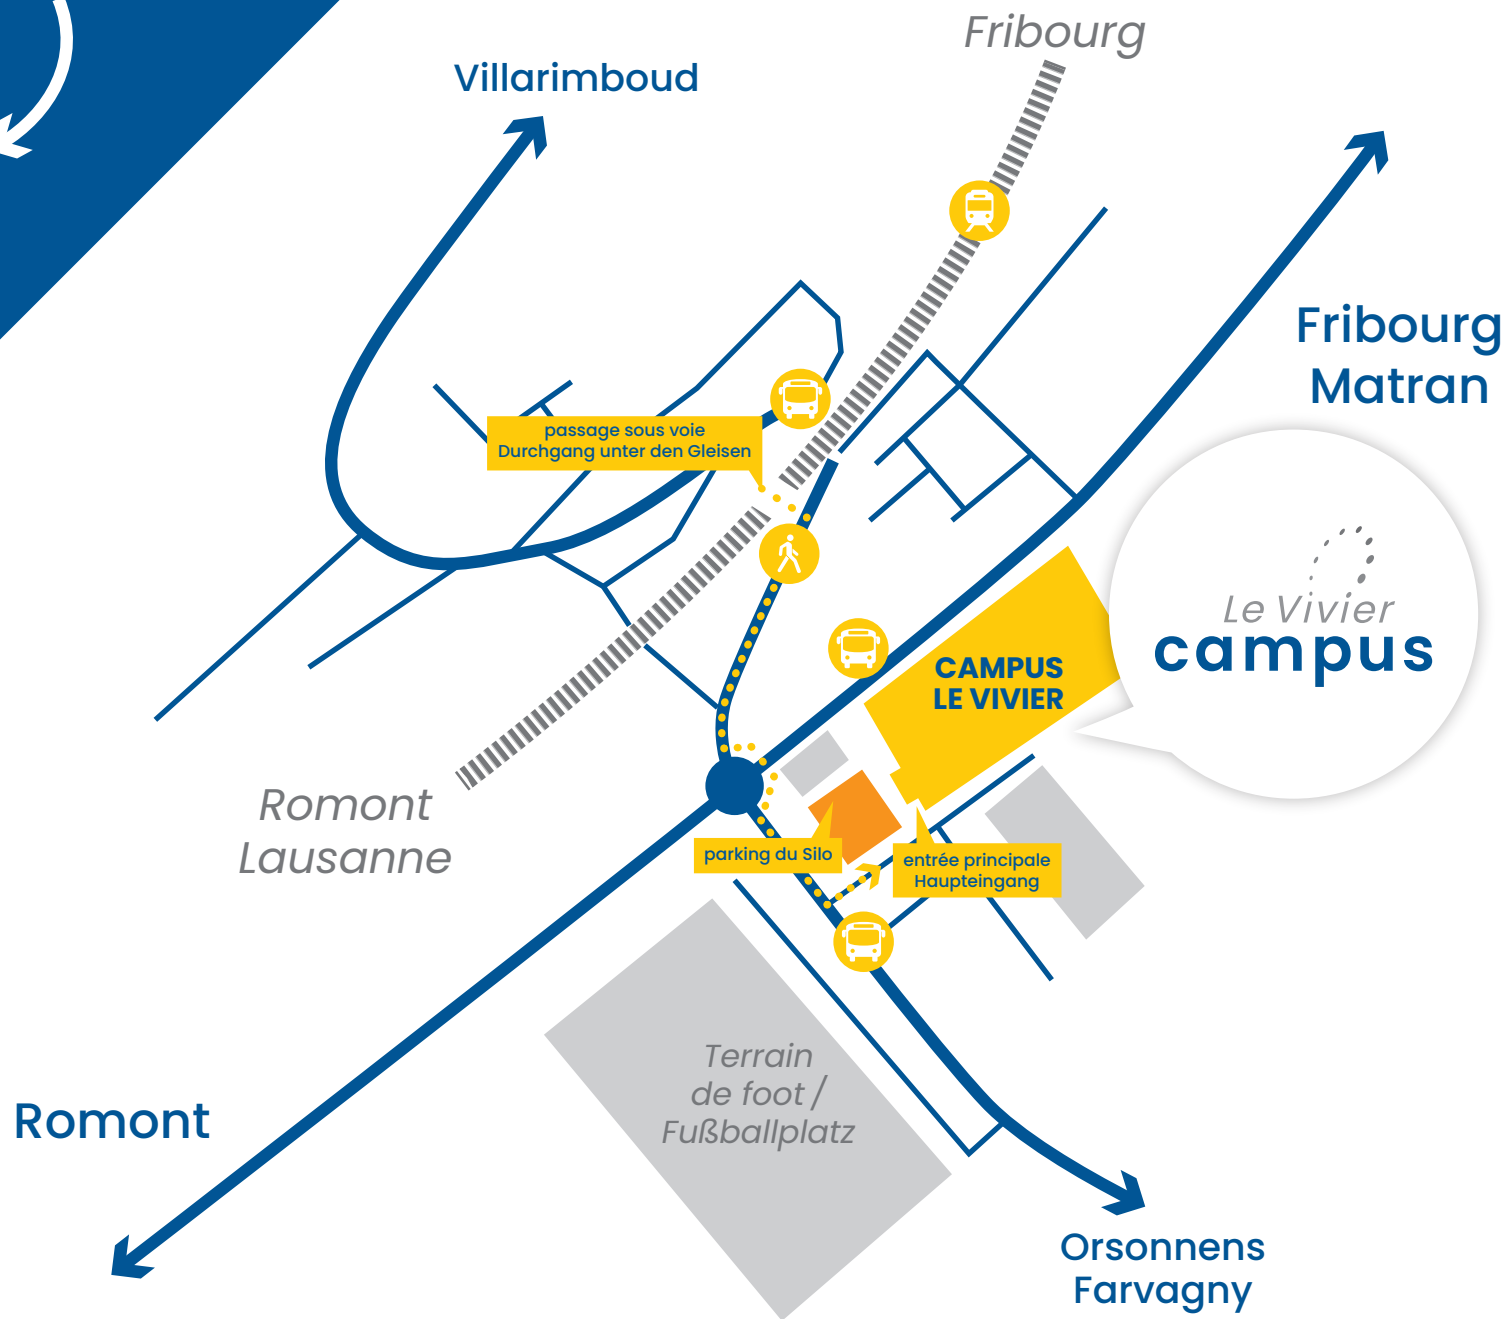 Fribourg
Villarimboud
Fribourg
Matran
passage sous voie
Durchgang unter den Gleisen
Le Vivier
campus
CAMPUS
LE VIVIER
Romont
Lausanne
parking du Silo
entrée principale
Haupteingang
Terrain
de foot /
Fußballplatz
Romont
Orsonnens
Farvagny